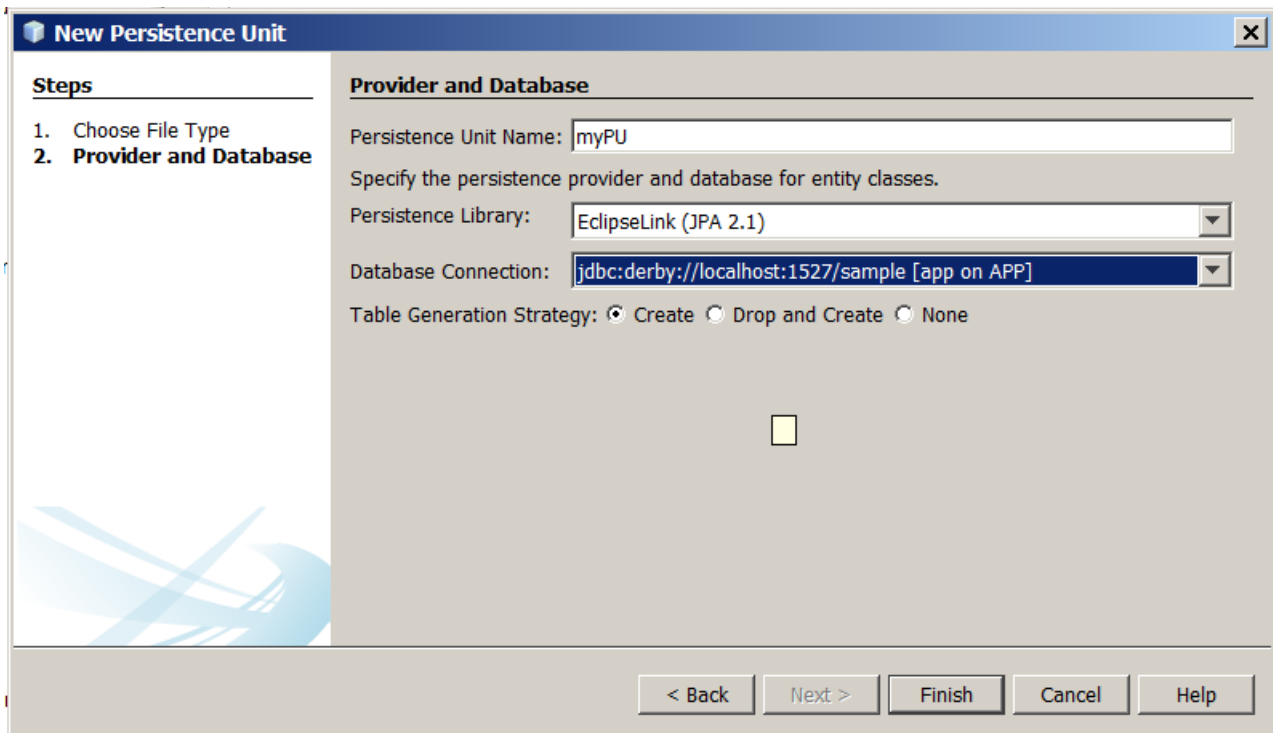 New Persistence Unit
Steps
1. Choose File Type
2. Provider and Database
Provider and Database
Persistence Unit Name: myPU
Specify the persistence provider and database for entity classes.
Persistence Library: EclipseLink (JPA 2.1)
Database Connection: jdbc:derby://localhost:1527/sample [app on APP]
Table Generation Strategy: Create Drop and Create None
< Back Next > Finish Cancel Help